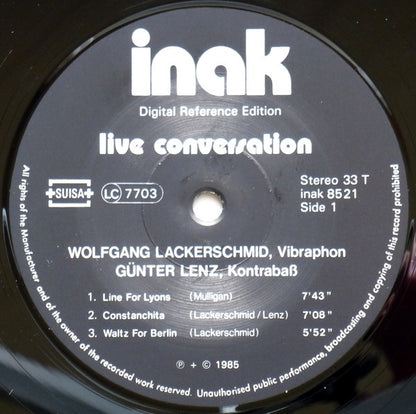 inak
Digital Reference Edition
live conversation
+SUISA+
LC 7703
Stereo 33 T
inak 8521
Side 1
WOLFGANG LACKERSCHMID, Vibraphon
GÜNTER LENZ, Kontrabaß
1. Line For Lyons (Mulligan) 7'43"
2. Constanchita (Lackerschmid/Lenz) 7'08"
3. Waltz For Berlin (Lackerschmid) 5'52"
℗ + © 1985
All rights of the Manufacturer and of the owner of the recorded work reserved. Unauthorised public performance, broadcasting and copying of this record prohibited